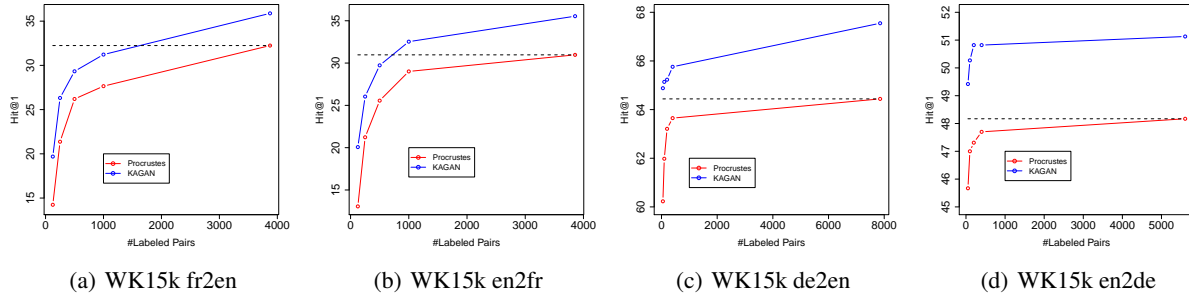 35
30
25
20
15
Hit@1
0 1000 2000 3000 4000
#Labeled Pairs
Procrustes
KAGAN
(a) WK15k fr2en
35
30
25
20
15
Hit@1
0 1000 2000 3000 4000
#Labeled Pairs
Procrustes
KAGAN
(b) WK15k en2fr
68
66
64
62
60
Hit@1
0 2000 4000 6000 8000
#Labeled Pairs
Procrustes
KAGAN
(c) WK15k de2en
52
51
50
49
48
47
46
45
Hit@1
0 1000 2000 3000 4000 5000
#Labeled Pairs
Procrustes
KAGAN
(d) WK15k en2de